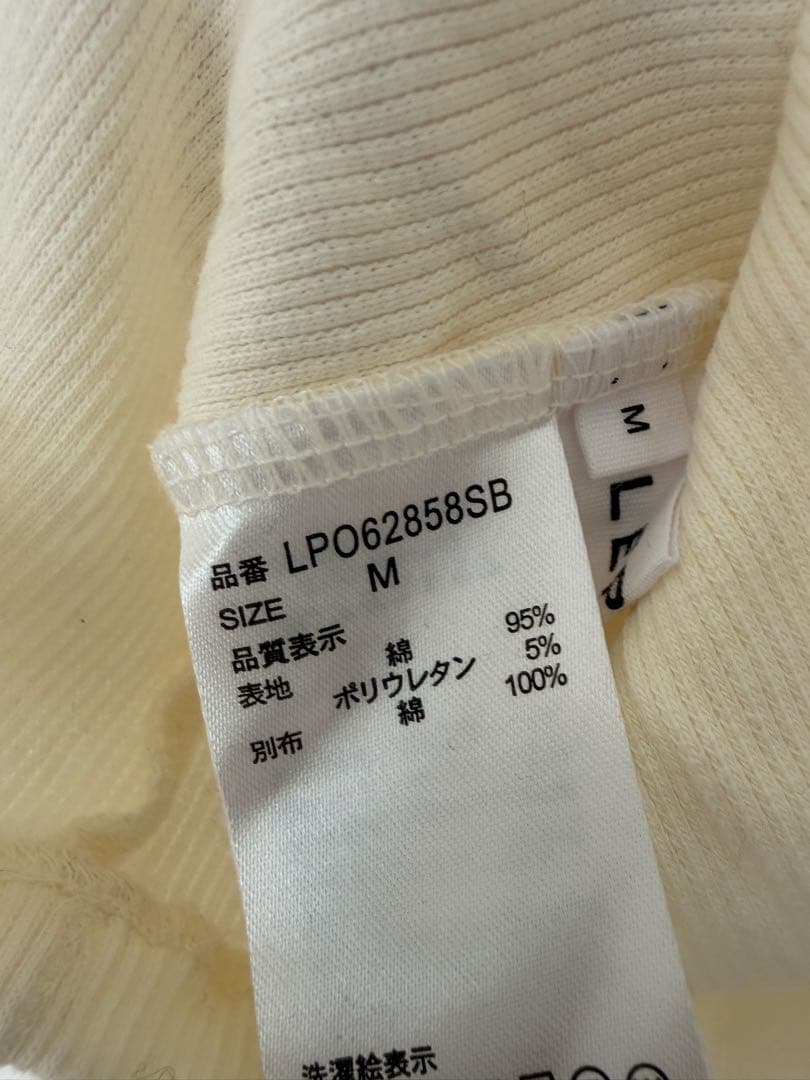 品番 LPO62858SB
SIZE M
品質表示
表地 綿 95%
ポリウレタン 5%
別布 綿 100%
洗濯絵表示
M